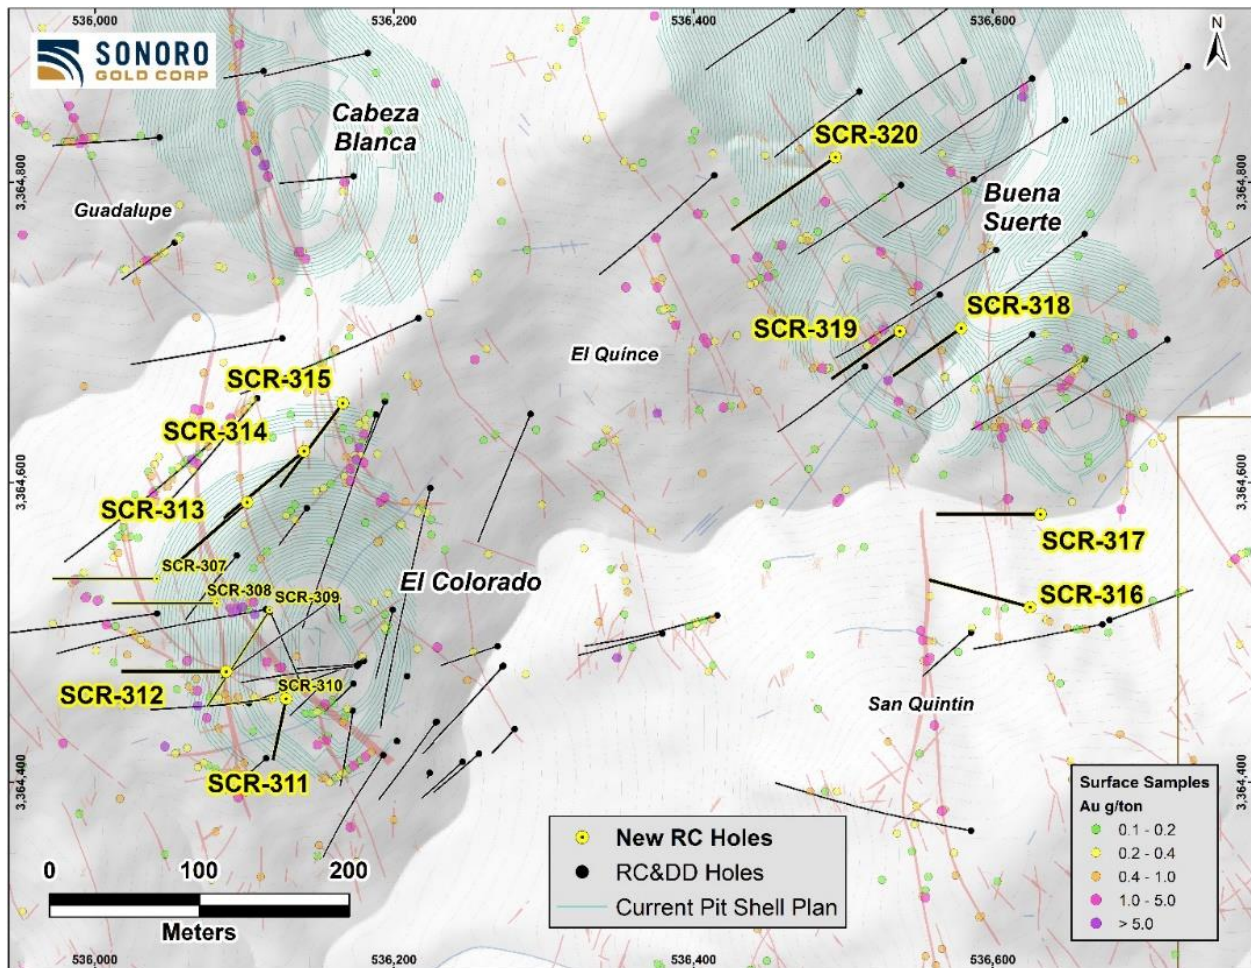 536,000
536,200
536,400
536,600
SONORO
GOLD CORP
N
Cabeza
Blanca
SCR-320
3,364,800
3,364,800
Guadalupe
Buena
Suerte
SCR-318
SCR-319
El Quince
SCR-315
SCR-314
3,364,600
3,364,600
SCR-313
SCR-317
SCR-307
SCR-308
SCR-309
El Colorado
SCR-316
SCR-312
SCR-310
San Quintin
SCR-311
3,364,400
3,364,400
Surface Samples
Au g/ton
0.1 - 0.2
0.2 - 0.4
0.4 - 1.0
1.0 - 5.0
> 5.0
New RC Holes
RC&DD Holes
Current Pit Shell Plan
0 100 200
Meters
536,000
536,200
536,400
536,600